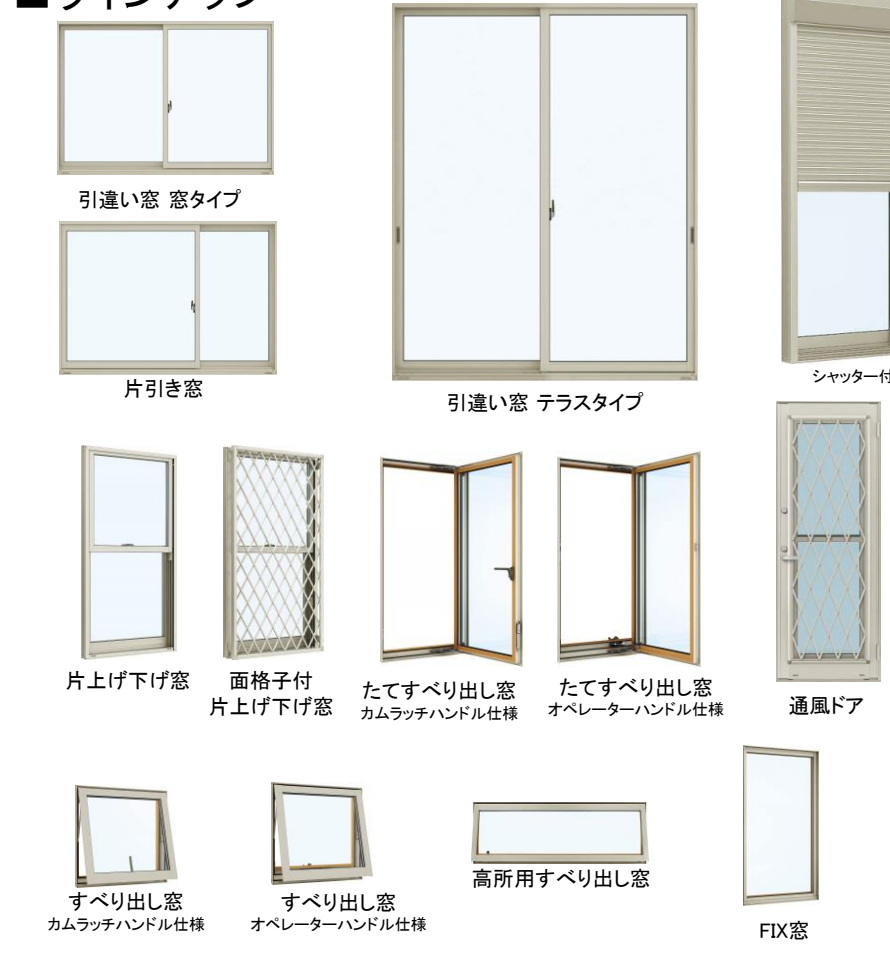 ■ラインナップ
引違い窓 窓タイプ
片引き窓
引違い窓 テラスタイプ
シャッター付
片上げ下げ窓
面格子付
片上げ下げ窓
たてすべり出し窓
カムラッチハンドル仕様
たてすべり出し窓
オペレーターハンドル仕様
通風ドア
すべり出し窓
カムラッチハンドル仕様
すべり出し窓
オペレーターハンドル仕様
高所用すべり出し窓
FIX窓